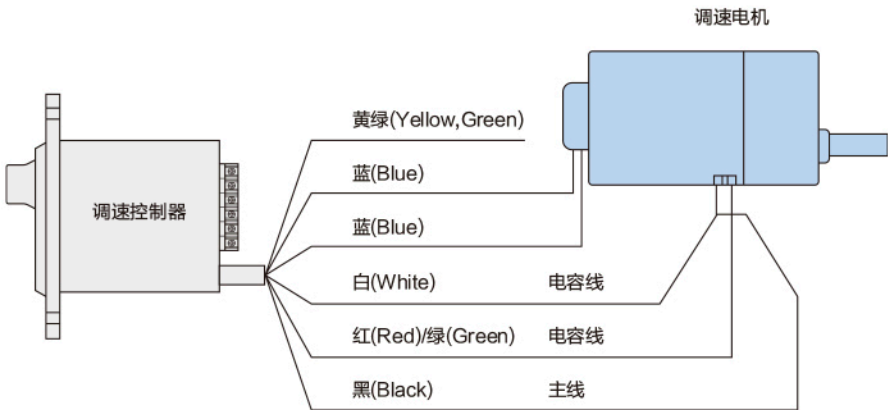 调速电机
黄绿(Yellow,Green)
蓝(Blue)
调速控制器
蓝(Blue)
白(White) 电容线
红(Red)/绿(Green) 电容线
黑(Black) 主线